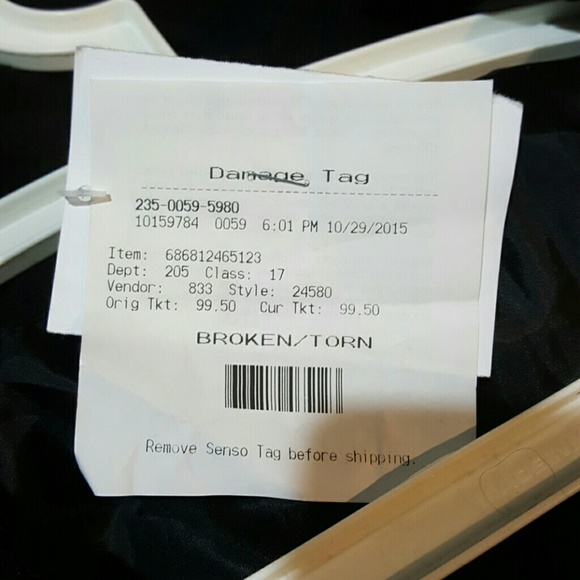 Damage Tag
235-0059-5980
10159784 0059 6:01 PM 10/29/2015
Item: 686812465123
Dept: 205 Class: 17
Vendor: 833 Style: 24580
Orig Tkt: 99.50 Cur Tkt: 99.50
BROKEN/TORN
Remove Senso Tag before shipping.